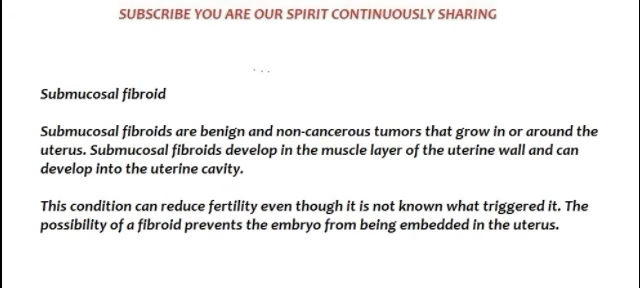 SUBSCRIBE YOU ARE OUR SPIRIT CONTINUOUSLY SHARING
Submucosal fibroid
Submucosal fibroids are benign and non-cancerous tumors that grow in or around the
uterus. Submucosal fibroids develop in the muscle layer of the uterine wall and can
develop into the uterine cavity.
This condition can reduce fertility even though it is not known what triggered it. The
possibility of a fibroid prevents the embryo from being embedded in the uterus.